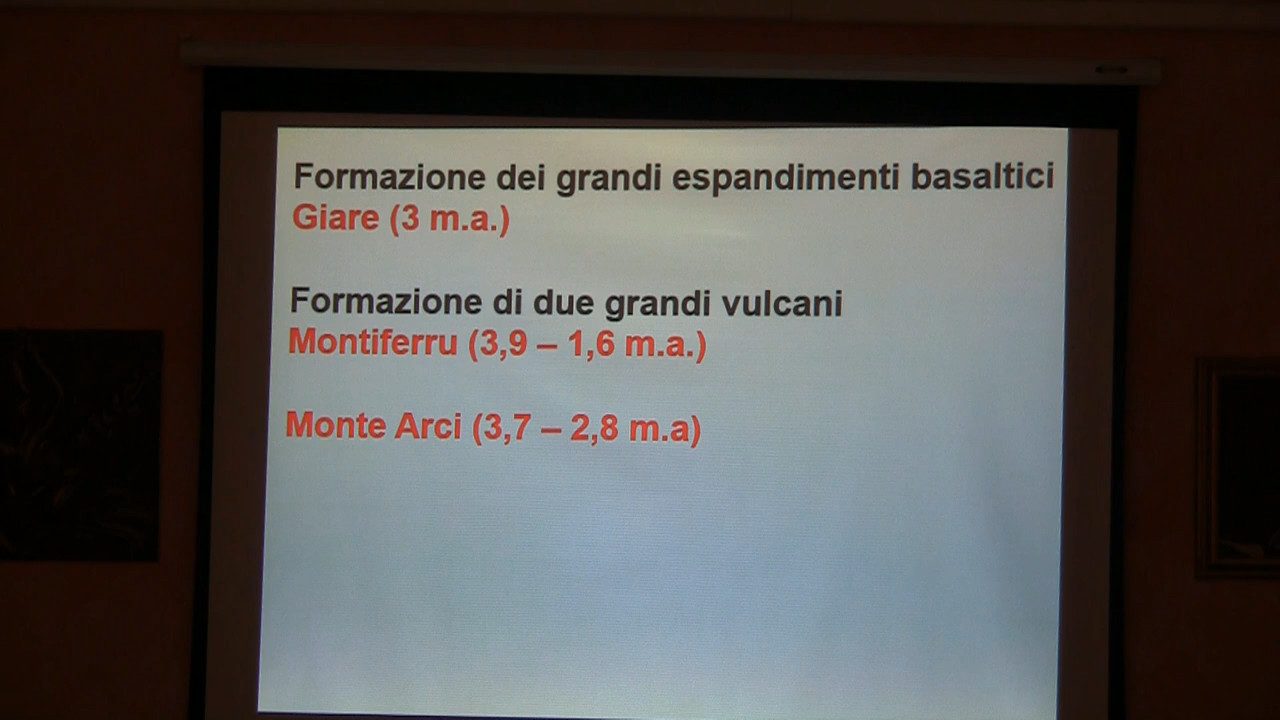 Formazione dei grandi espandimenti basaltici
Giare (3 m.a.)
Formazione di due grandi vulcani
Montiferru (3,9 – 1,6 m.a.)
Monte Arci (3,7 – 2,8 m.a)